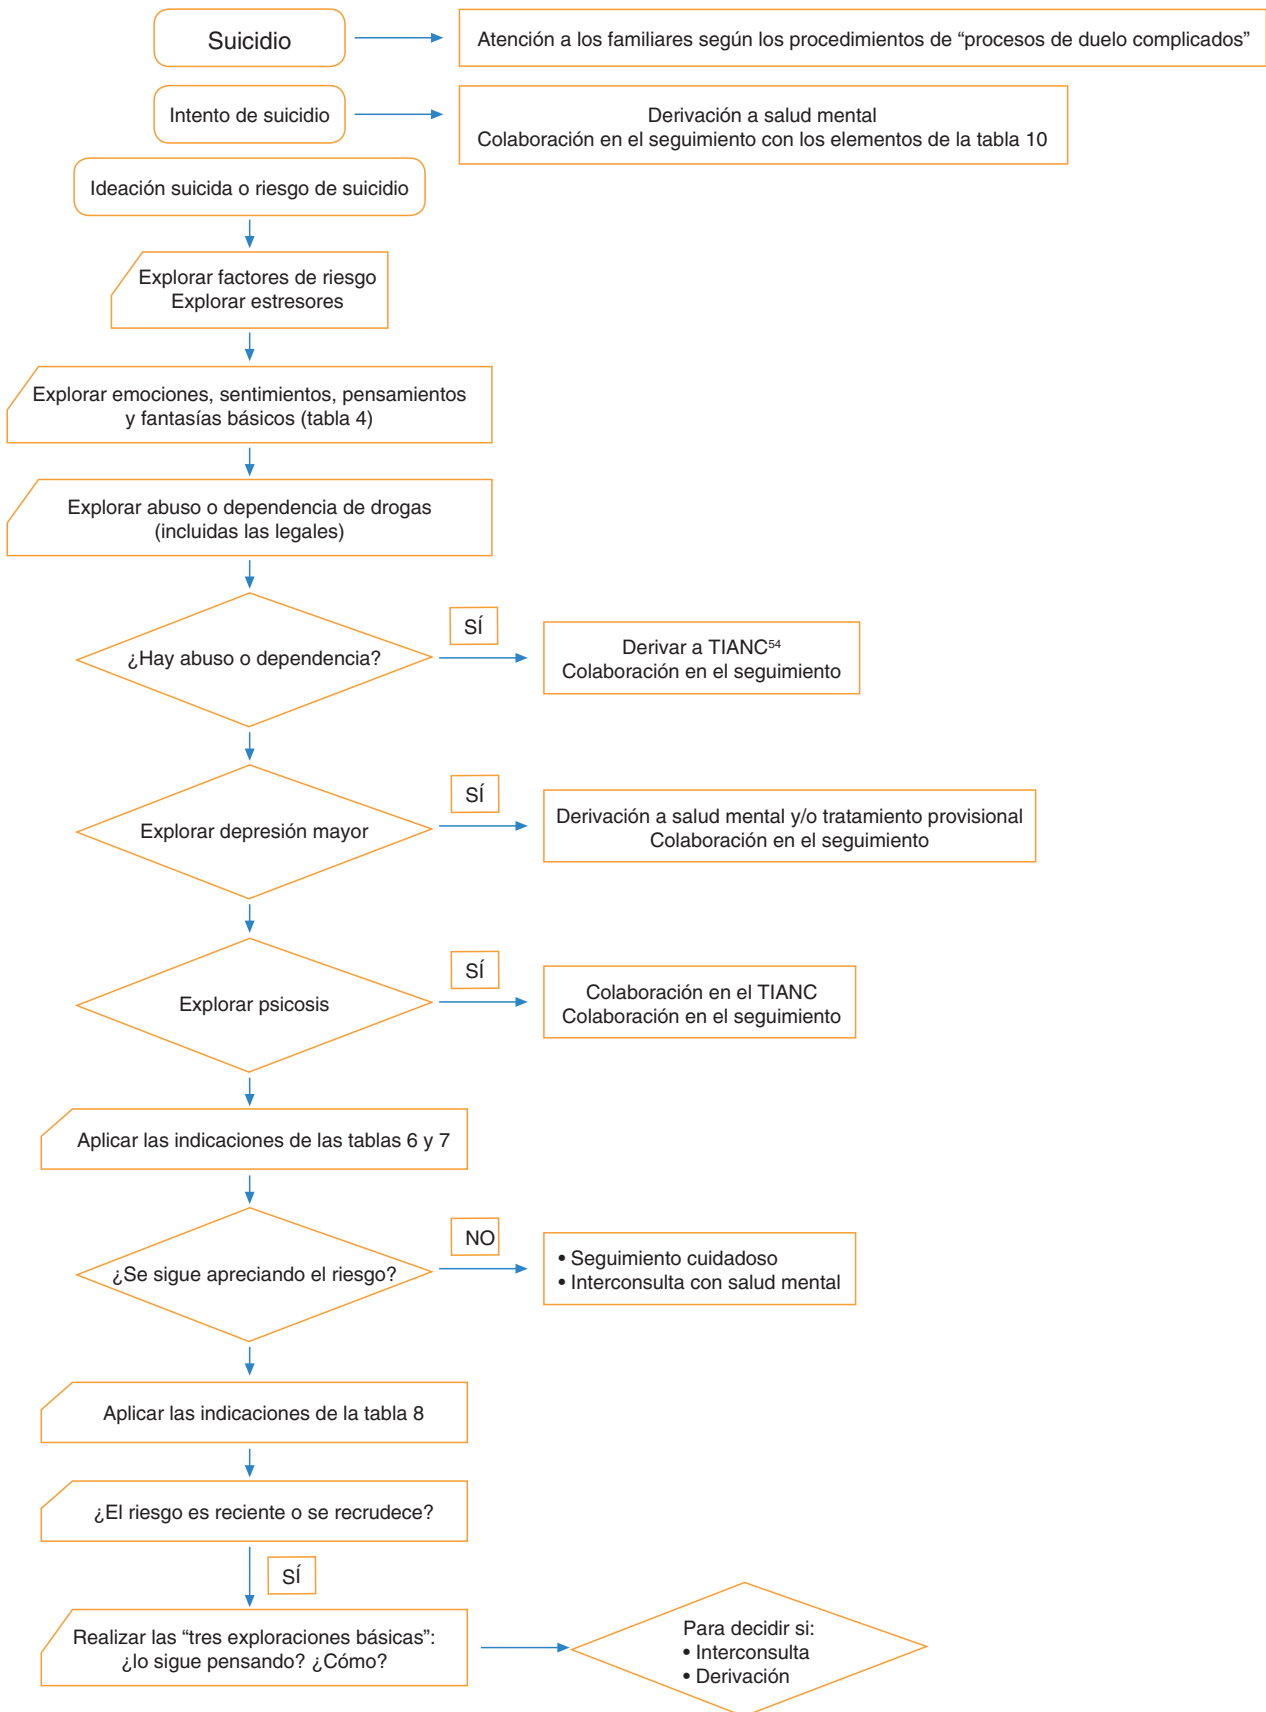 Suicidio
Atención a los familiares según los procedimientos de “procesos de duelo complicados”
Intento de suicidio
Derivación a salud mental
Colaboración en el seguimiento con los elementos de la tabla 10
Ideación suicida o riesgo de suicidio
Explorar factores de riesgo
Explorar estresores
Explorar emociones, sentimientos, pensamientos
y fantasías básicos (tabla 4)
Explorar abuso o dependencia de drogas
(incluidas las legales)
¿Hay abuso o dependencia?
SÍ
Derivar a TIANC⁵⁴
Colaboración en el seguimiento
Explorar depresión mayor
SÍ
Derivación a salud mental y/o tratamiento provisional
Colaboración en el seguimiento
Explorar psicosis
SÍ
Colaboración en el TIANC
Colaboración en el seguimiento
Aplicar las indicaciones de las tablas 6 y 7
¿Se sigue apreciando el riesgo?
NO
• Seguimiento cuidadoso
• Interconsulta con salud mental
Aplicar las indicaciones de la tabla 8
¿El riesgo es reciente o se recrudece?
SÍ
Realizar las “tres exploraciones básicas”:
¿lo sigue pensando? ¿Cómo?
Para decidir si:
• Interconsulta
• Derivación